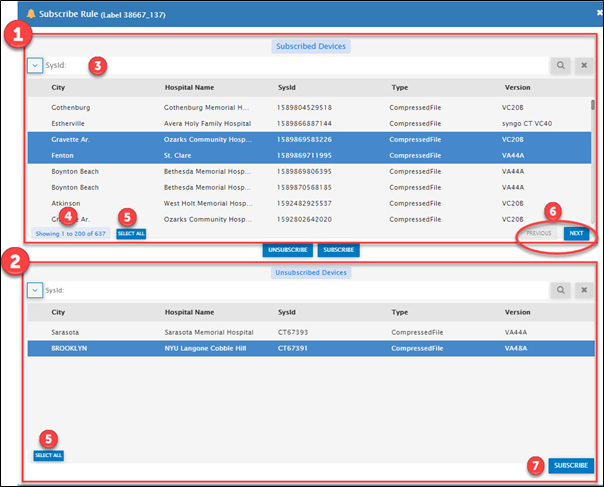 Subscribe Rule (Label 38667_137)
1
Subscribed Devices
SysId: 3
City Hospital Name SysId Type Version
Gothenburg Gothenburg Memorial H... 1589804529518 CompressedFile VC20B
Estherville Avera Holy Family Hospital 1589866887144 CompressedFile syngo CT VC40
Gravette Ar. Ozarks Community Hosp... 1589869583226 CompressedFile VC20B
Fenton St. Clare 1589869711995 CompressedFile VA44A
Boynton Beach Bethesda Memorial Hosp... 1589869806395 CompressedFile VA44A
Boynton Beach Bethesda Memorial Hosp... 1589870568185 CompressedFile VA44A
Atkinson West Holt Memorial Hosp... 1592482925537 CompressedFile VC20B
Ar. Ozarks Community Hosp... 1592802642020 CompressedFile VC20B
4 5 6
Showing 1 to 200 of 637 SELECT ALL PREVIOUS NEXT
UNSUBSCRIBE SUBSCRIBE
2
Unsubscribed Devices
SysId:
City Hospital Name SysId Type Version
Sarasota Sarasota Memorial Hospital CT67393 CompressedFile VA44A
BROOKLYN NYU Langone Cobble Hill CT67391 CompressedFile VA48A
5
SELECT ALL
7 SUBSCRIBE